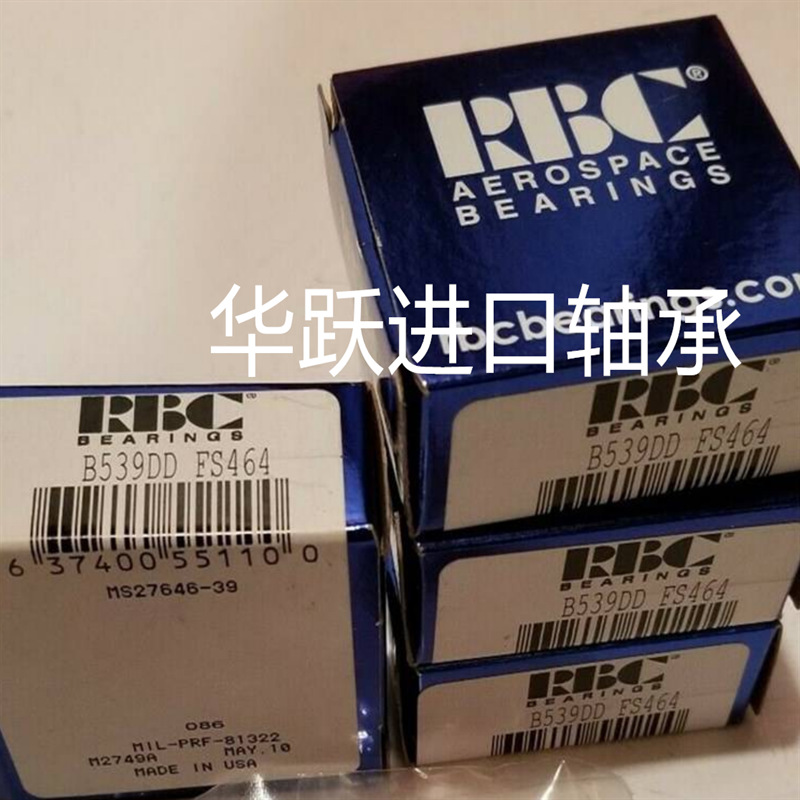 RBC®
AEROSPACE
BEARINGS
rbcbearings.com
华跃进口轴承
RBC®
BEARINGS
B539DD FS464
6 37400 55110 0
MS27646-39
086
MIL-PRF-81322
M2749A MAY.10
MADE IN USA
RBC®
BEARINGS
B539DD FS464
RBC®
BEARINGS
B539DD FS464
RBC®
BEARINGS
B539DD FS464